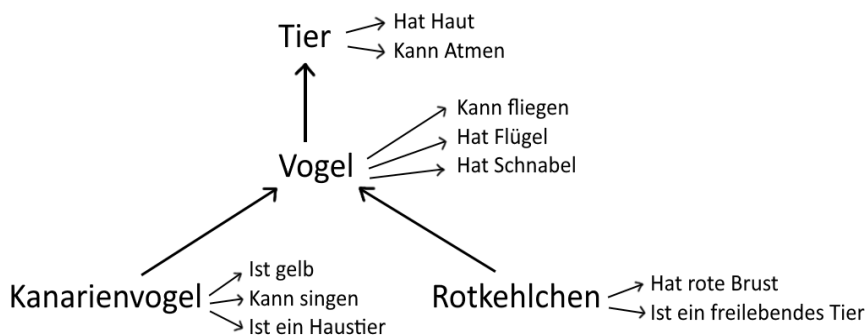 Tier
Hat Haut
Kann Atmen
Vogel
Kann fliegen
Hat Flügel
Hat Schnabel
Kanarienvogel
Ist gelb
Kann singen
Ist ein Haustier
Rotkehlchen
Hat rote Brust
Ist ein freilebendes Tier